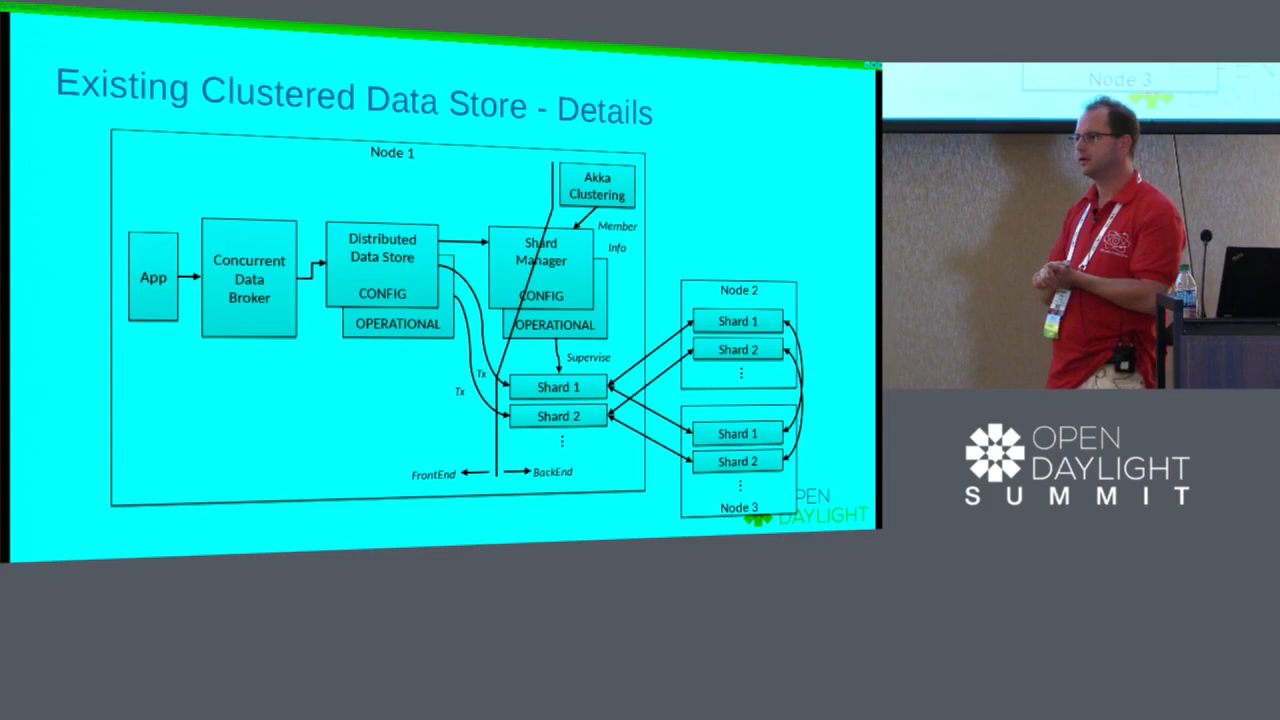 Existing Clustered Data Store - Details
Node 1
Akka
Clustering
Member
Info
App
Concurrent
Data
Broker
Distributed
Data Store
CONFIG
OPERATIONAL
Shard
Manager
CONFIG
OPERATIONAL
Supervise
Tx
Tx
Shard 1
Shard 2
FrontEnd
BackEnd
Node 2
Shard 1
Shard 2
Shard 1
Shard 2
Node 3
PEN
DAYLIGHT
Node 3
OPEN
DAYLIGHT
SUMMIT